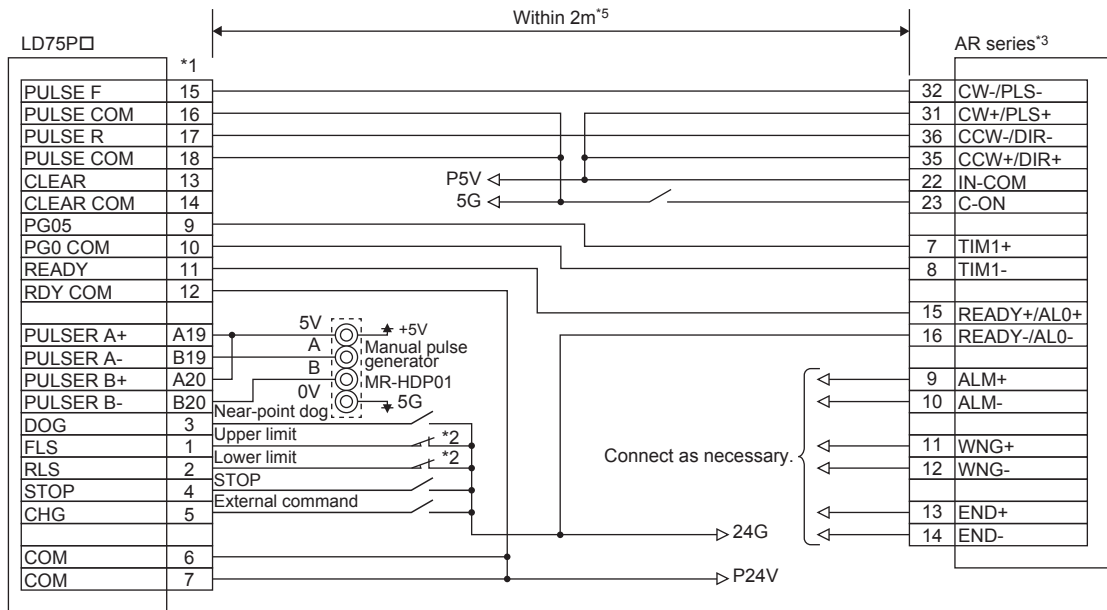 Within 2m*5
LD75P□
AR series*3
*1
PULSE F 15
PULSE COM 16
PULSE R 17
PULSE COM 18
CLEAR 13
CLEAR COM 14
PG05 9
PG0 COM 10
READY 11
RDY COM 12
PULSER A+ A19
PULSER A- B19
PULSER B+ A20
PULSER B- B20
DOG 3
FLS 1
RLS 2
STOP 4
CHG 5
COM 6
COM 7
P5V
5G
5V
A
B
0V
+5V
Manual pulse
generator
MR-HDP01
5G
Near-point dog
Upper limit *2
Lower limit *2
STOP
External command
24G
P24V
Connect as necessary.
32 CW-/PLS-
31 CW+/PLS+
36 CCW-/DIR-
35 CCW+/DIR+
22 IN-COM
23 C-ON
7 TIM1+
8 TIM1-
15 READY+/AL0+
16 READY-/AL0-
9 ALM+
10 ALM-
11 WNG+
12 WNG-
13 END+
14 END-